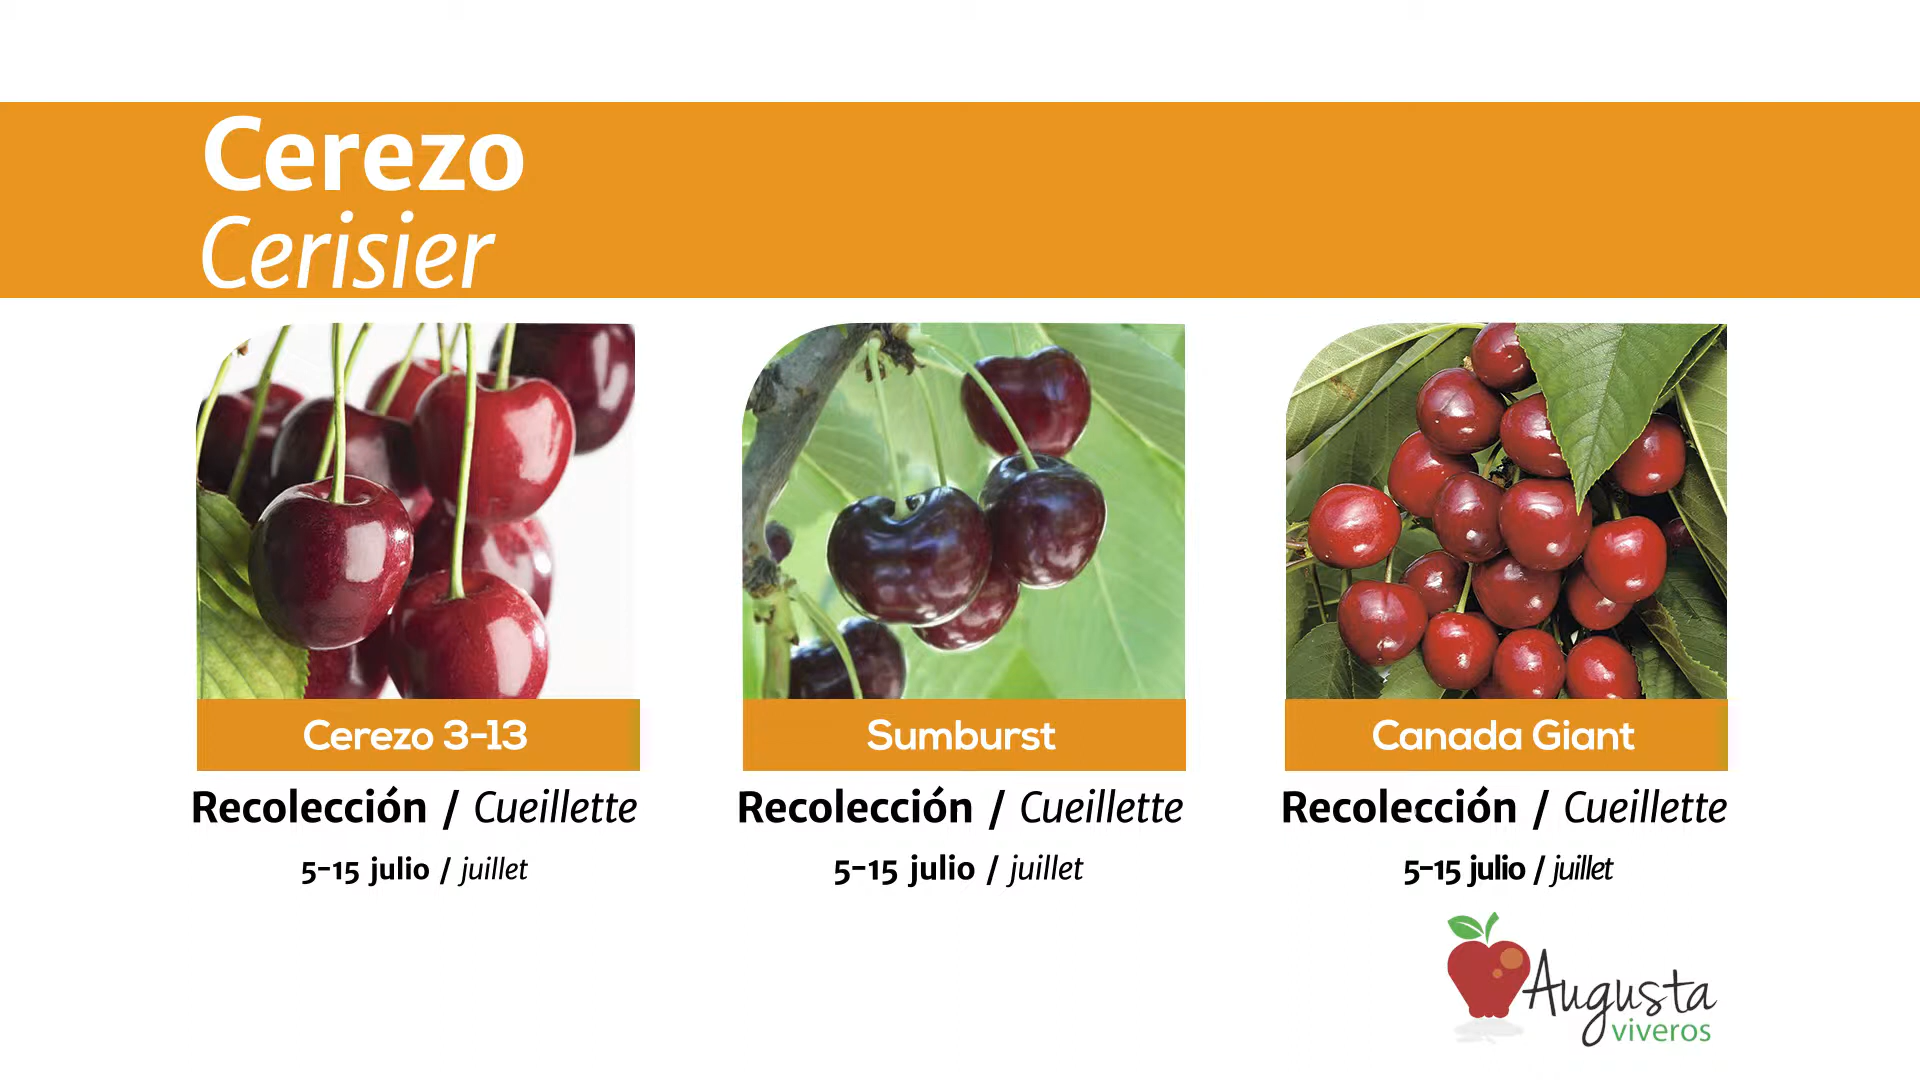 Cerezo
Cerisier
Cerezo 3-13
Recolección / Cueillette
5-15 julio / juillet
Sumburst
Recolección / Cueillette
5-15 julio / juillet
Canada Giant
Recolección / Cueillette
5-15 julio / juillet
Augusta
viveros